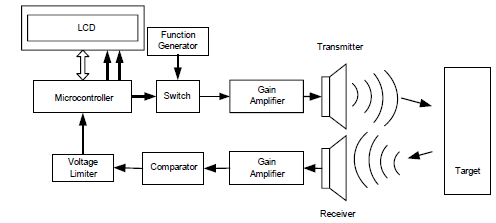 LCD
Function
Generator
Transmitter
Microcontroller
Switch
Gain
Amplifier
Voltage
Limiter
Comparator
Gain
Amplifier
Target
Receiver